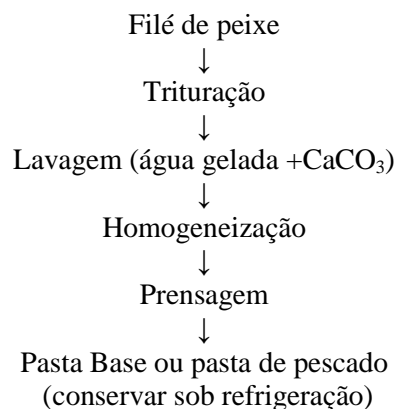 Filé de peixe
↓
Trituração
↓
Lavagem (água gelada +CaCO₃)
↓
Homogeneização
↓
Prensagem
↓
Pasta Base ou pasta de pescado
(conservar sob refrigeração)